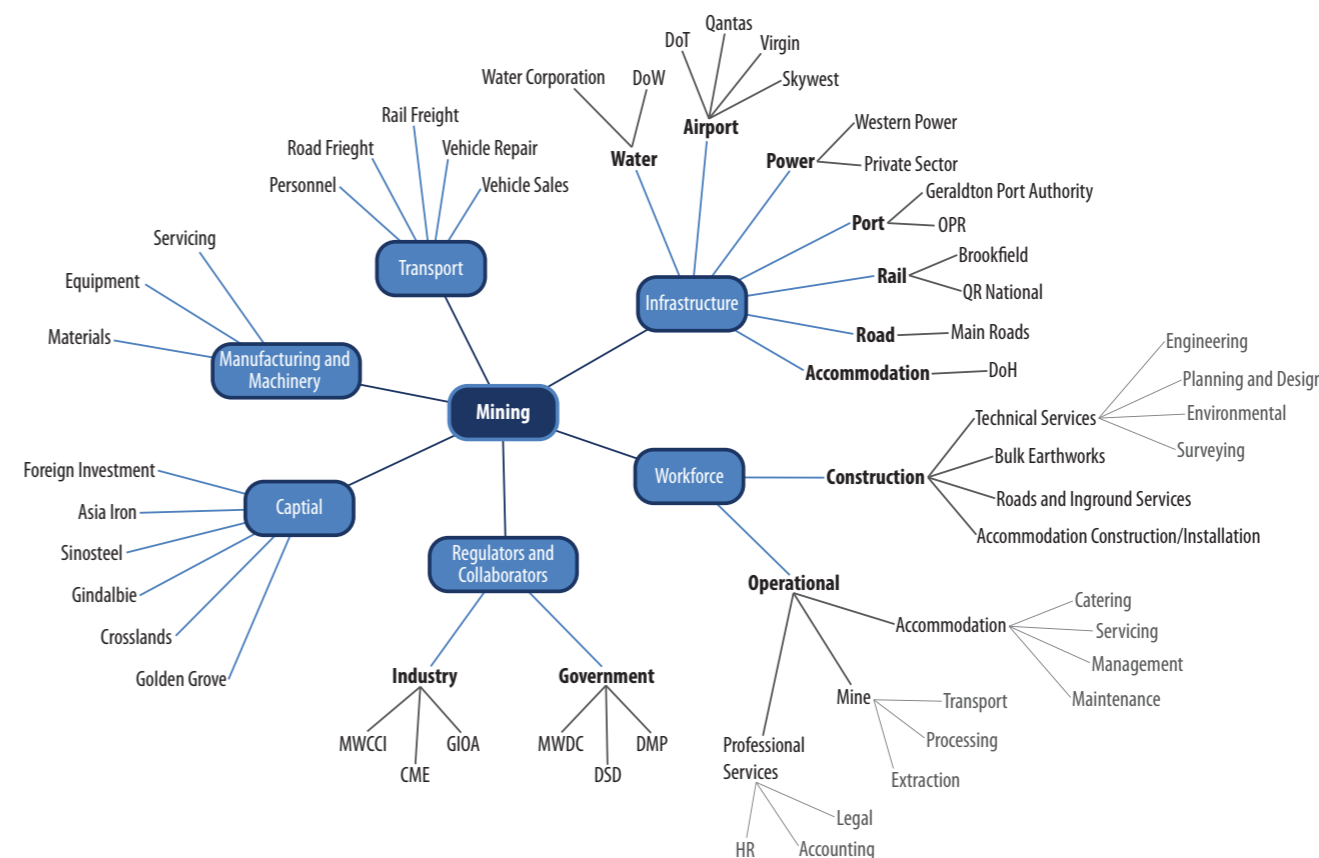 Qantas
DoT
Virgin
Skywest
Airport
Water Corporation
DoW
Water
Western Power
Power
Private Sector
Geraldton Port Authority
Port
OPR
Brookfield
Rail
QR National
Road
Main Roads
Accommodation
DoH
Infrastructure
Rail Freight
Road Frieght
Vehicle Repair
Personnel
Vehicle Sales
Transport
Servicing
Equipment
Materials
Manufacturing and
Machinery
Mining
Foreign Investment
Asia Iron
Sinosteel
Gindalbie
Crosslands
Golden Grove
Captial
Regulators and
Collaborators
Industry
MWCCI
CME
GIOA
Government
MWDC
DSD
DMP
Workforce
Construction
Technical Services
Engineering
Planning and Design
Environmental
Surveying
Bulk Earthworks
Roads and Inground Services
Accommodation Construction/Installation
Operational
Accommodation
Catering
Servicing
Management
Maintenance
Mine
Transport
Processing
Extraction
Professional
Services
Legal
Accounting
HR